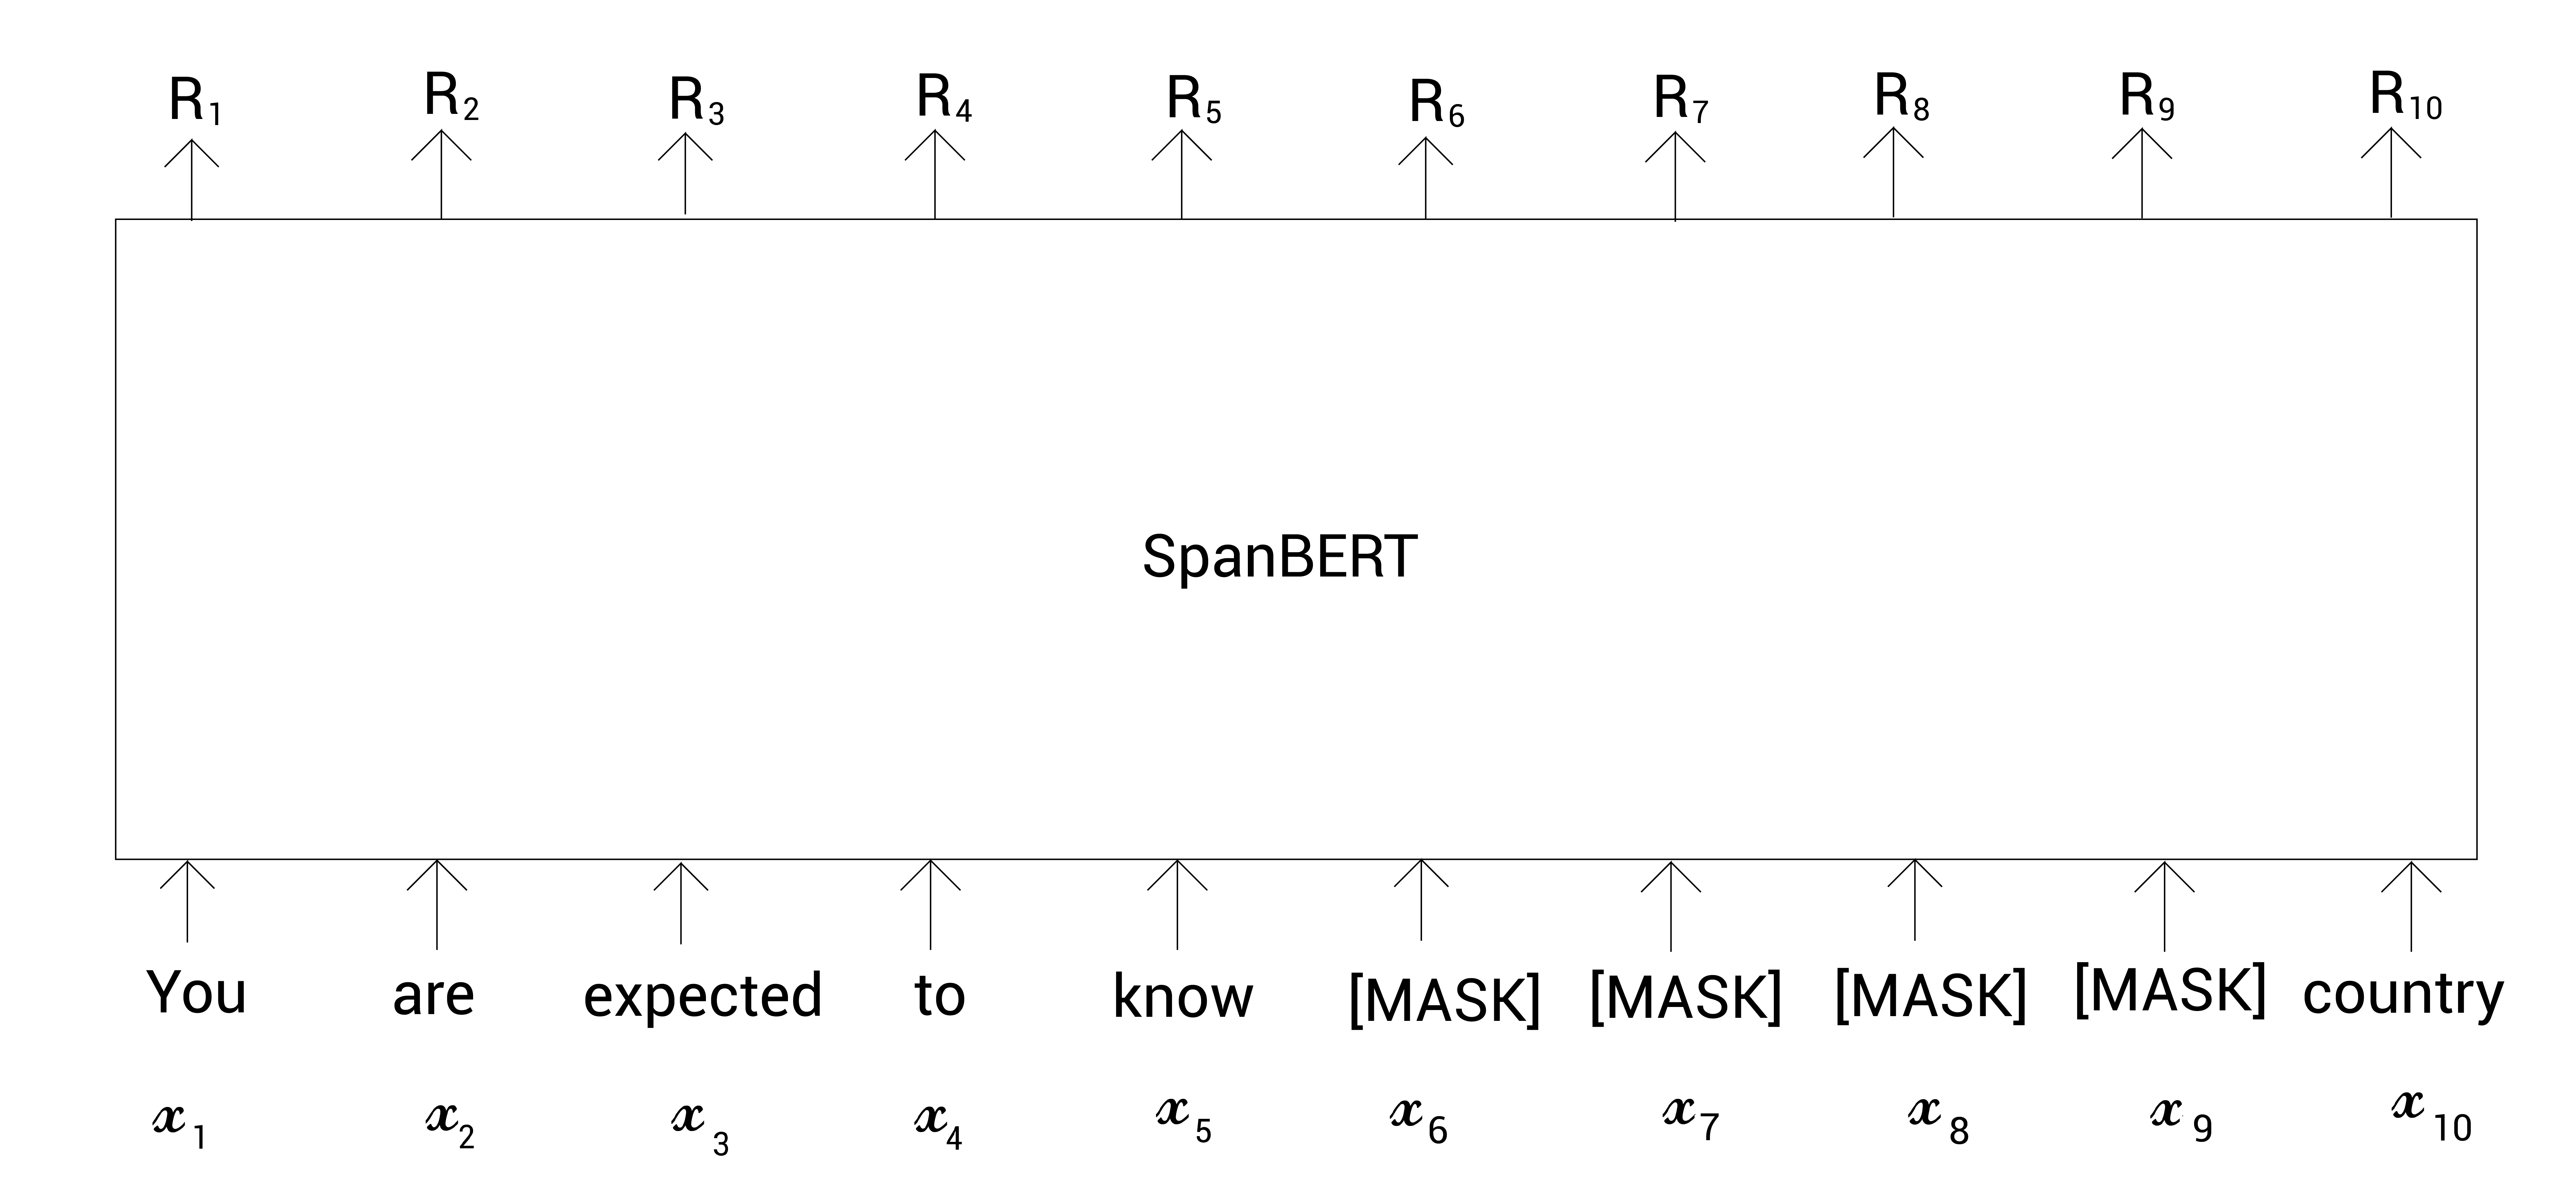 R1 R2 R3 R4 R5 R6 R7 R8 R9 R10
SpanBERT
You are expected to know [MASK] [MASK] [MASK] [MASK] country
x1 x2 x3 x4 x5 x6 x7 x8 x9 x10